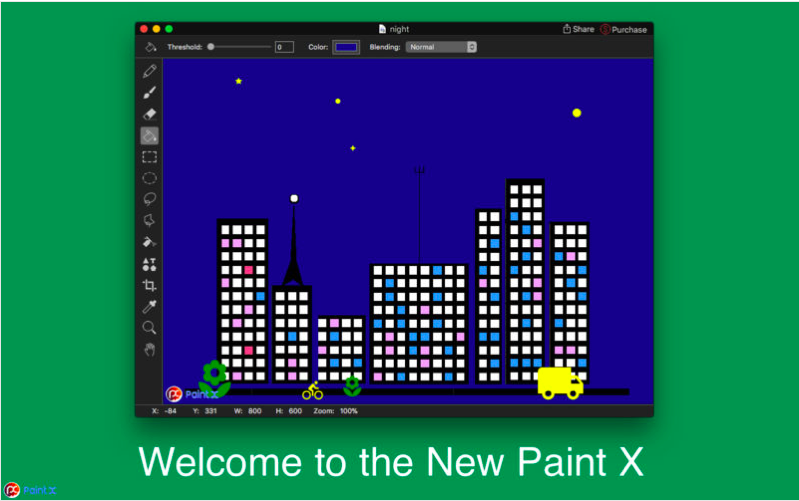 night
Share
Purchase
Threshold: 0 Color: Blending: Normal
T
Paint X
X: -84 Y: 331 W: 800 H: 600 Zoom: 100%
Welcome to the New Paint X
Paint X